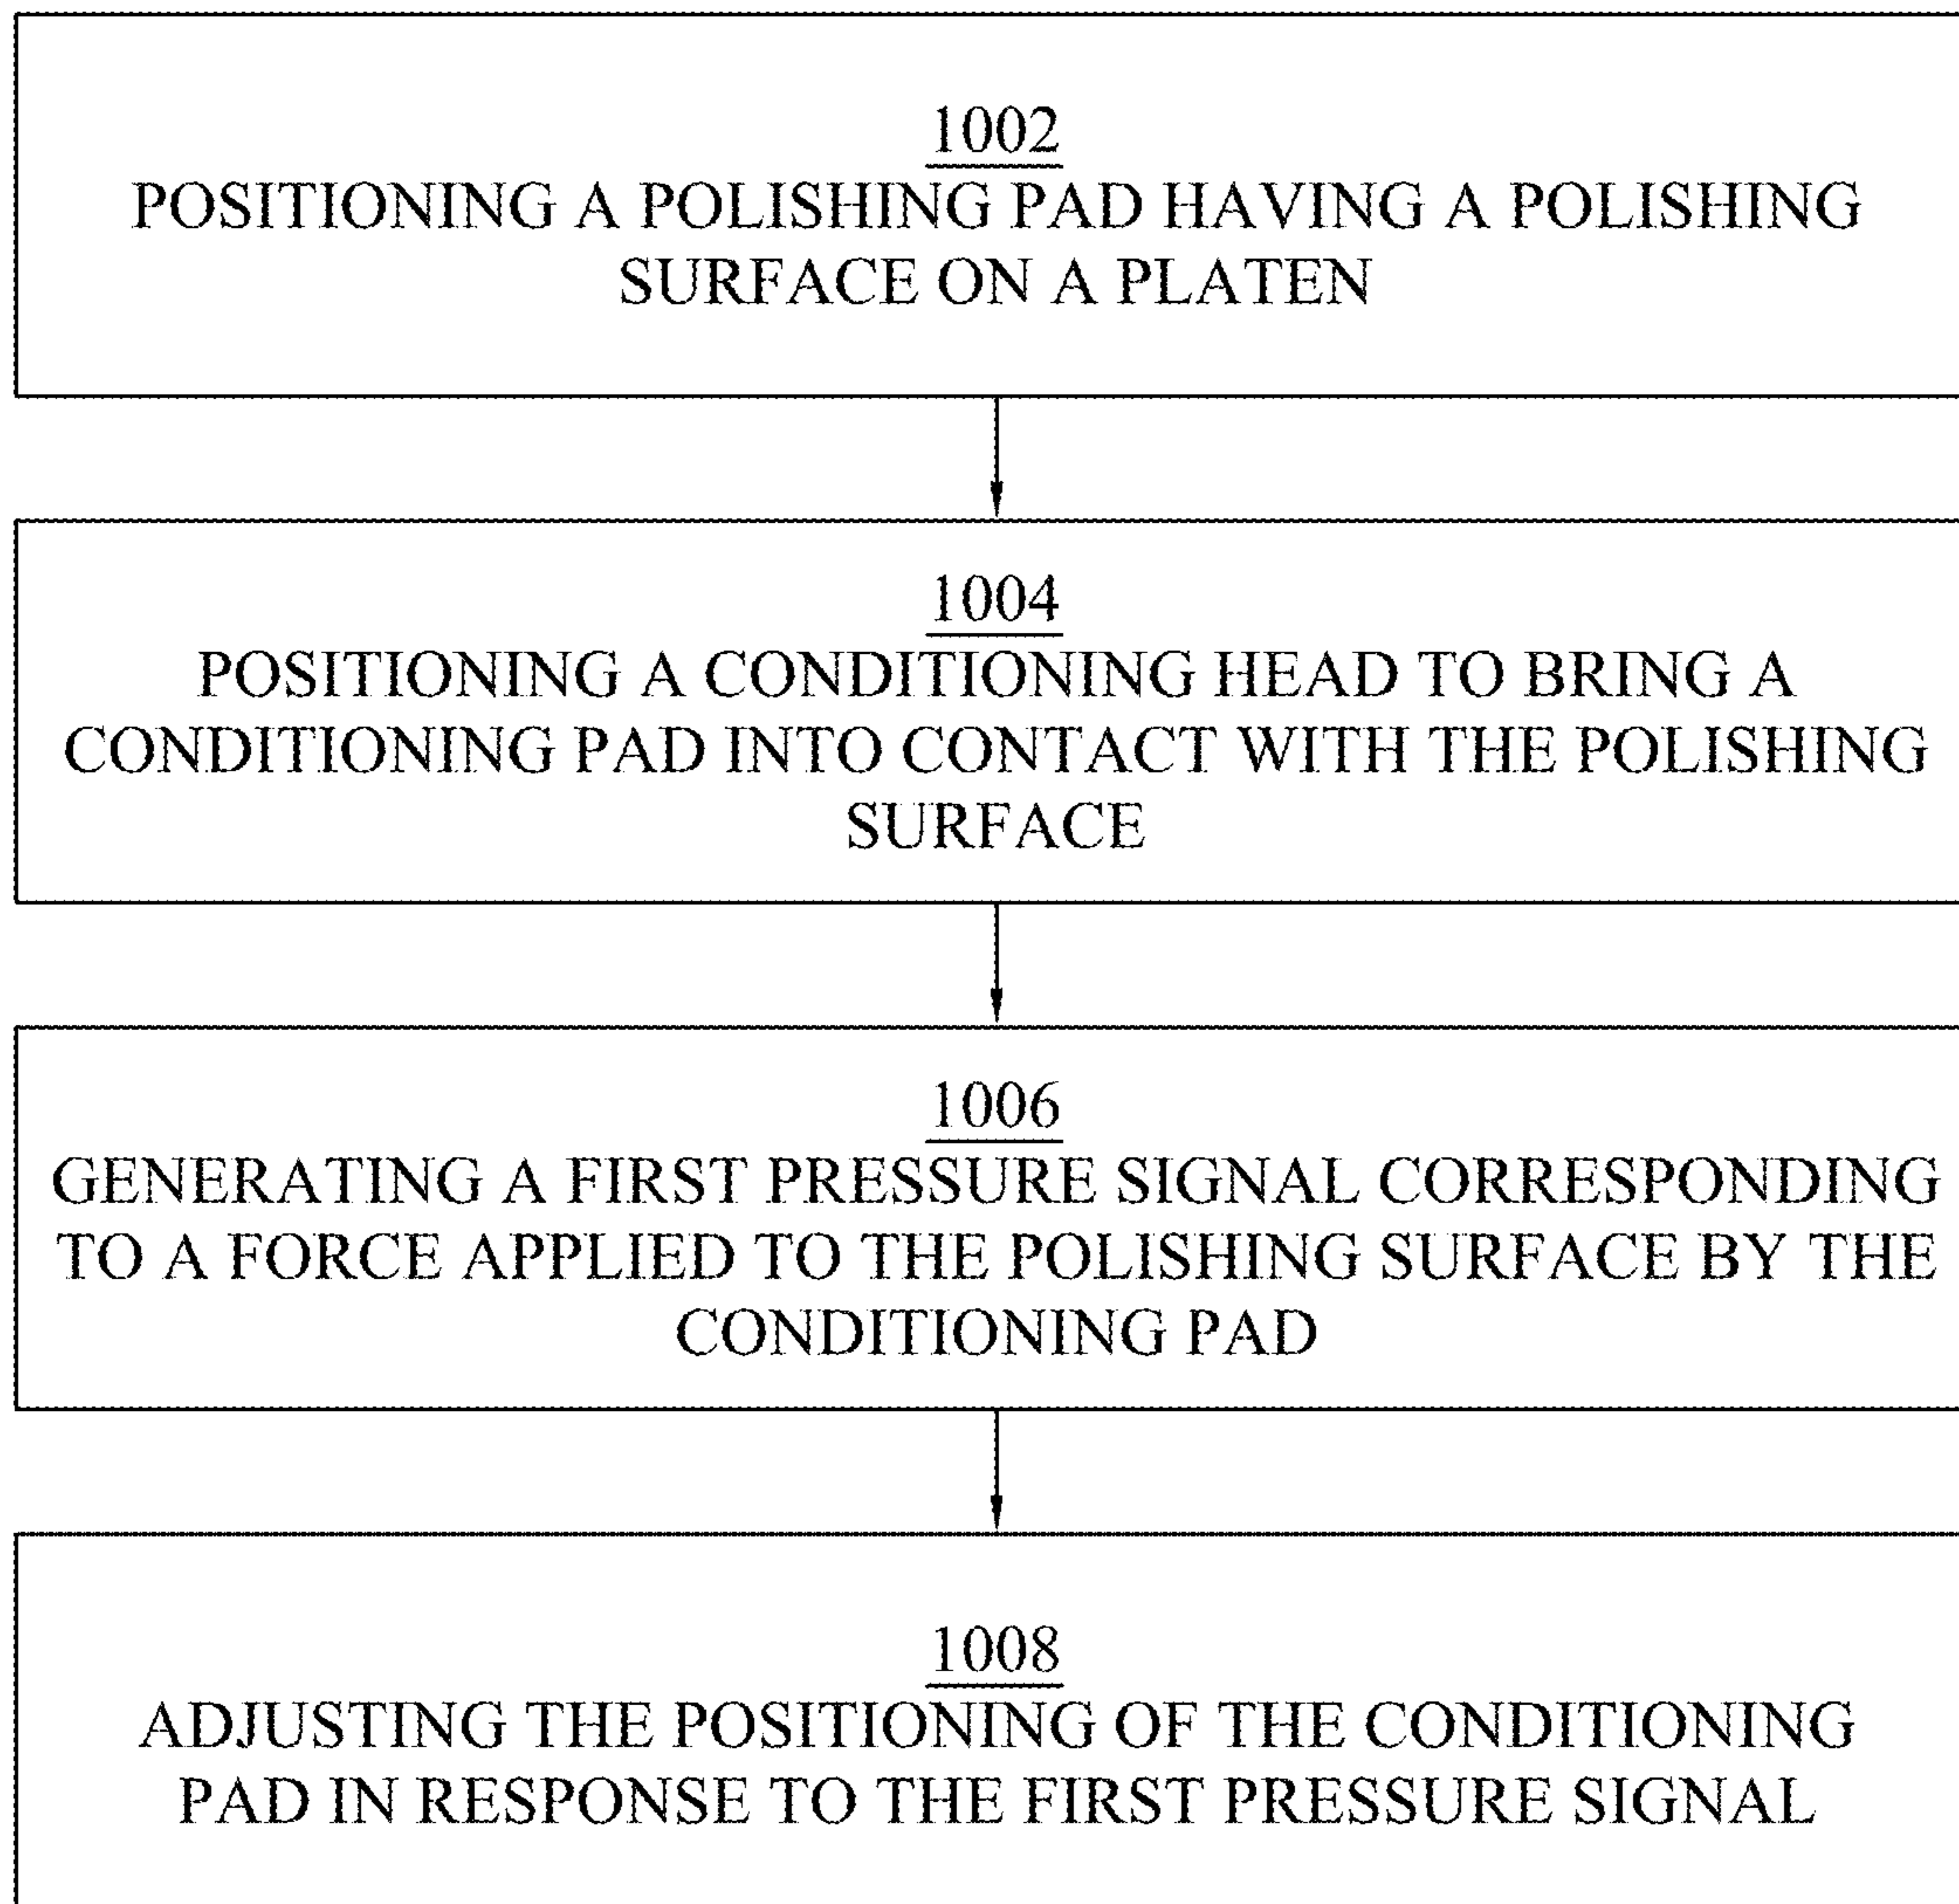 1002
POSITIONING A POLISHING PAD HAVING A POLISHING
SURFACE ON A PLATEN
1004
POSITIONING A CONDITIONING HEAD TO BRING A
CONDITIONING PAD INTO CONTACT WITH THE POLISHING
SURFACE
1006
GENERATING A FIRST PRESSURE SIGNAL CORRESPONDING
TO A FORCE APPLIED TO THE POLISHING SURFACE BY THE
CONDITIONING PAD
1008
ADJUSTING THE POSITIONING OF THE CONDITIONING
PAD IN RESPONSE TO THE FIRST PRESSURE SIGNAL